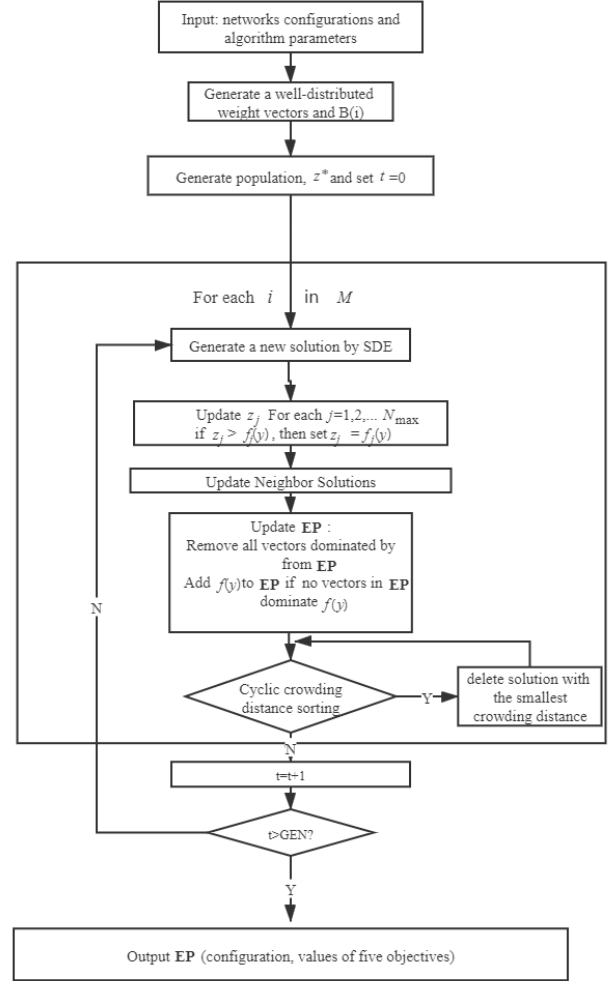 Input: networks configurations and
algorithm parameters
Generate a well-distributed
weight vectors and B(i)
Generate population, z* and set t =0
For each i in M
Generate a new solution by SDE
Update z_j For each j=1,2,... N_max
if z_j > f_j(y), then set z_j = f_j(y)
Update Neighbor Solutions
Update EP :
Remove all vectors dominated by
from EP
Add f(y) to EP if no vectors in EP
dominate f(y)
N
Cyclic crowding
distance sorting
Y
delete solution with
the smallest
crowding distance
N
t=t+1
t>GEN?
Y
Output EP (configuration, values of five objectives)